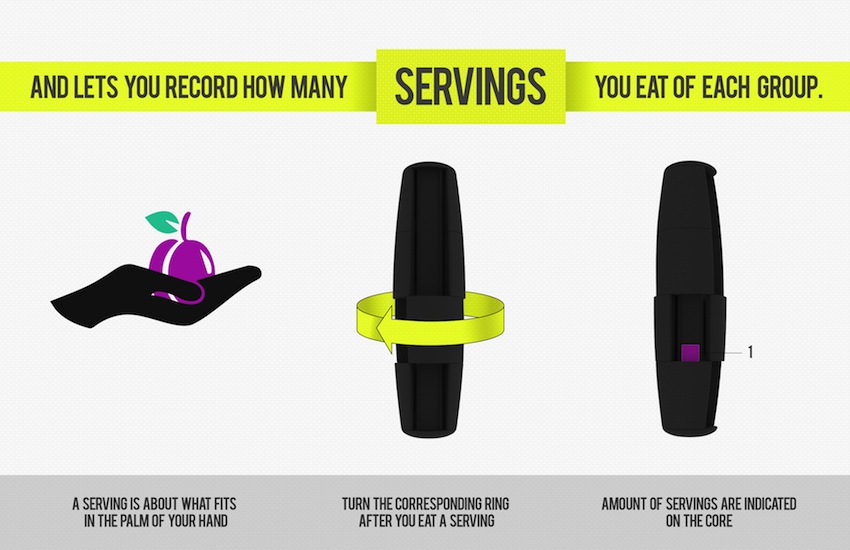 AND LETS YOU RECORD HOW MANY SERVINGS YOU EAT OF EACH GROUP.
1
A SERVING IS ABOUT WHAT FITS
IN THE PALM OF YOUR HAND
TURN THE CORRESPONDING RING
AFTER YOU EAT A SERVING
AMOUNT OF SERVINGS ARE INDICATED
ON THE CORE